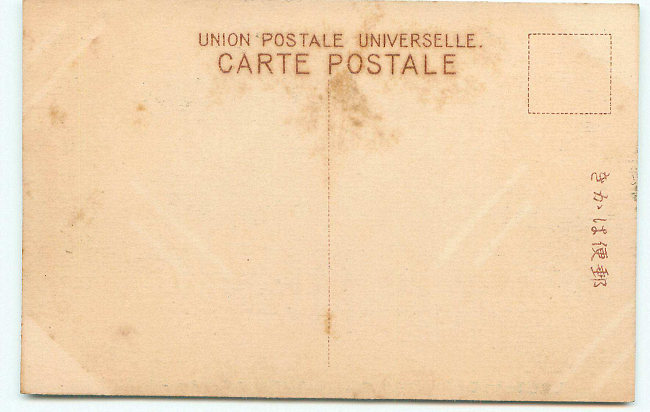 UNION POSTALE UNIVERSELLE.
CARTE POSTALE
郵便はかき